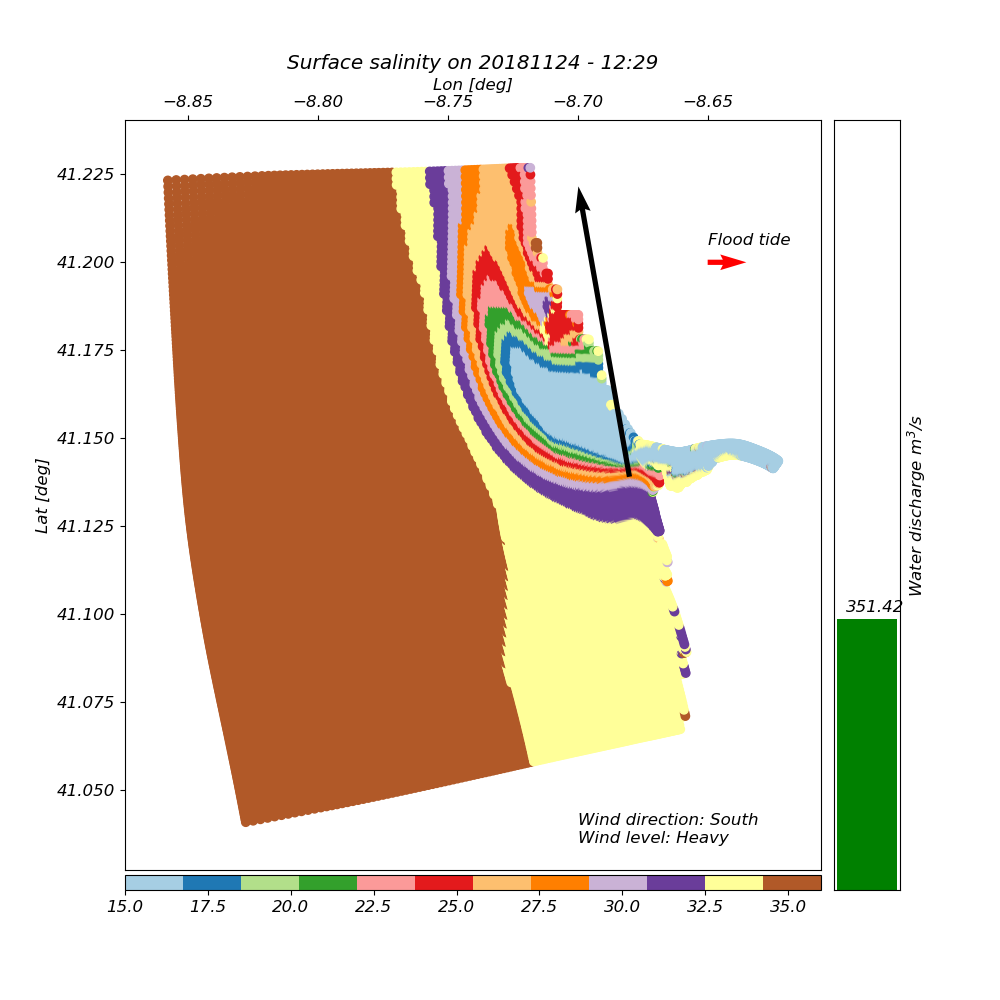 Surface salinity on 20181124 - 12:29
Lon [deg]
−8.85 −8.80 −8.75 −8.70 −8.65
41.225
41.200
41.175
41.150
41.125
41.100
41.075
41.050
Lat [deg]
Flood tide
Wind direction: South
Wind level: Heavy
15.0 17.5 20.0 22.5 25.0 27.5 30.0 32.5 35.0
351.42
Water discharge m³/s